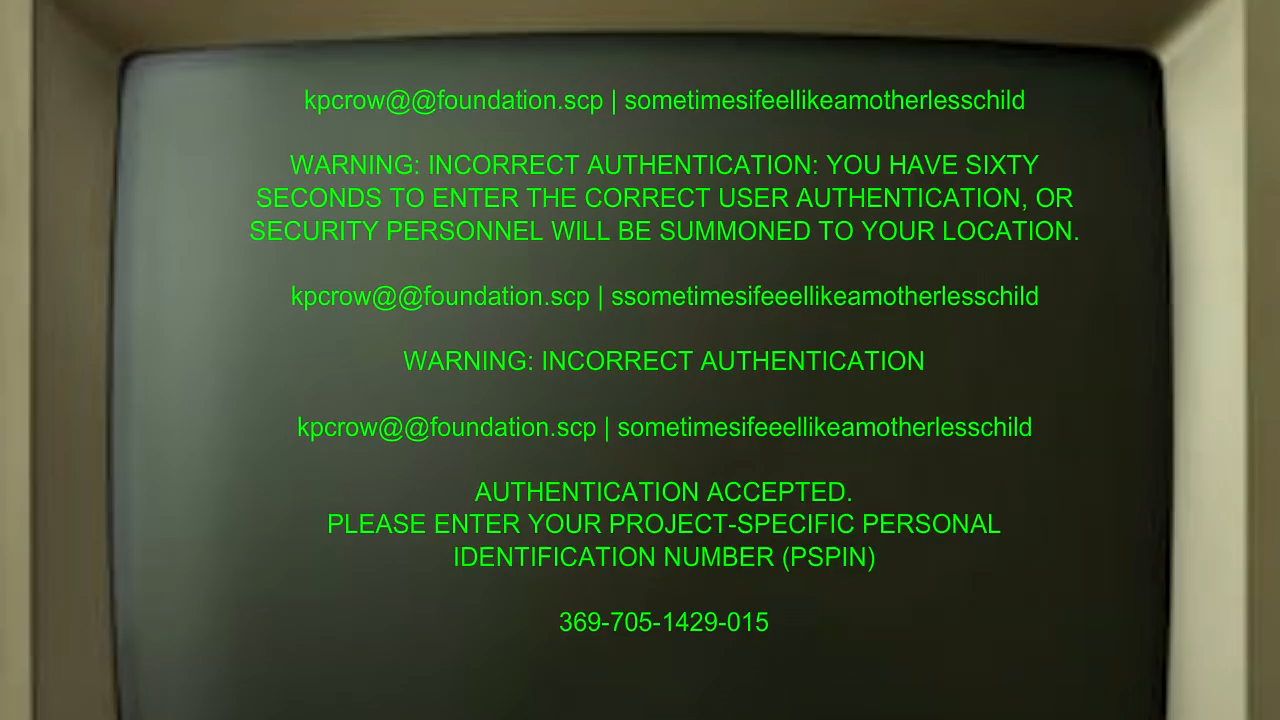 kpcrow@@foundation.scp | sometimesifeellikeamotherlesschild
WARNING: INCORRECT AUTHENTICATION: YOU HAVE SIXTY
SECONDS TO ENTER THE CORRECT USER AUTHENTICATION, OR
SECURITY PERSONNEL WILL BE SUMMONED TO YOUR LOCATION.
kpcrow@@foundation.scp | ssometimesifeeellikeamotherlesschild
WARNING: INCORRECT AUTHENTICATION
kpcrow@@foundation.scp | sometimesifeeellikeamotherlesschild
AUTHENTICATION ACCEPTED.
PLEASE ENTER YOUR PROJECT-SPECIFIC PERSONAL
IDENTIFICATION NUMBER (PSPIN)
369-705-1429-015